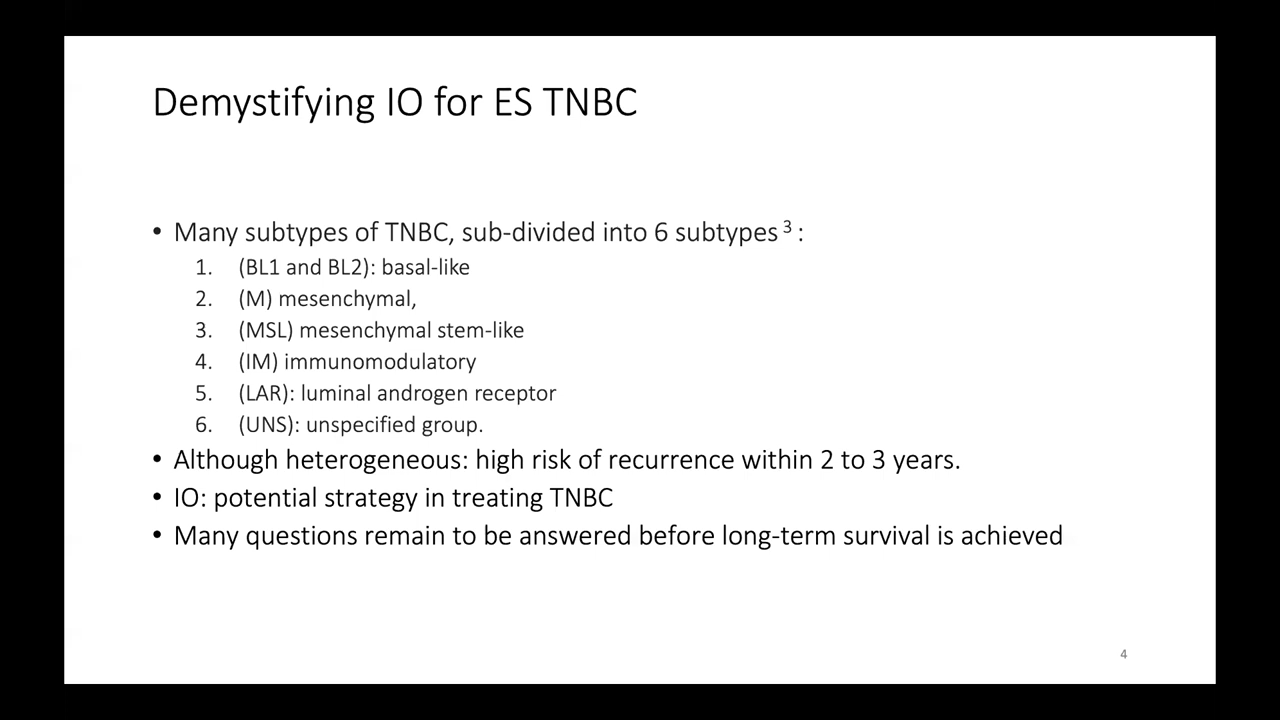 Demystifying IO for ES TNBC
• Many subtypes of TNBC, sub-divided into 6 subtypes ³ :
1. (BL1 and BL2): basal-like
2. (M) mesenchymal,
3. (MSL) mesenchymal stem-like
4. (IM) immunomodulatory
5. (LAR): luminal androgen receptor
6. (UNS): unspecified group.
• Although heterogeneous: high risk of recurrence within 2 to 3 years.
• IO: potential strategy in treating TNBC
• Many questions remain to be answered before long-term survival is achieved
4